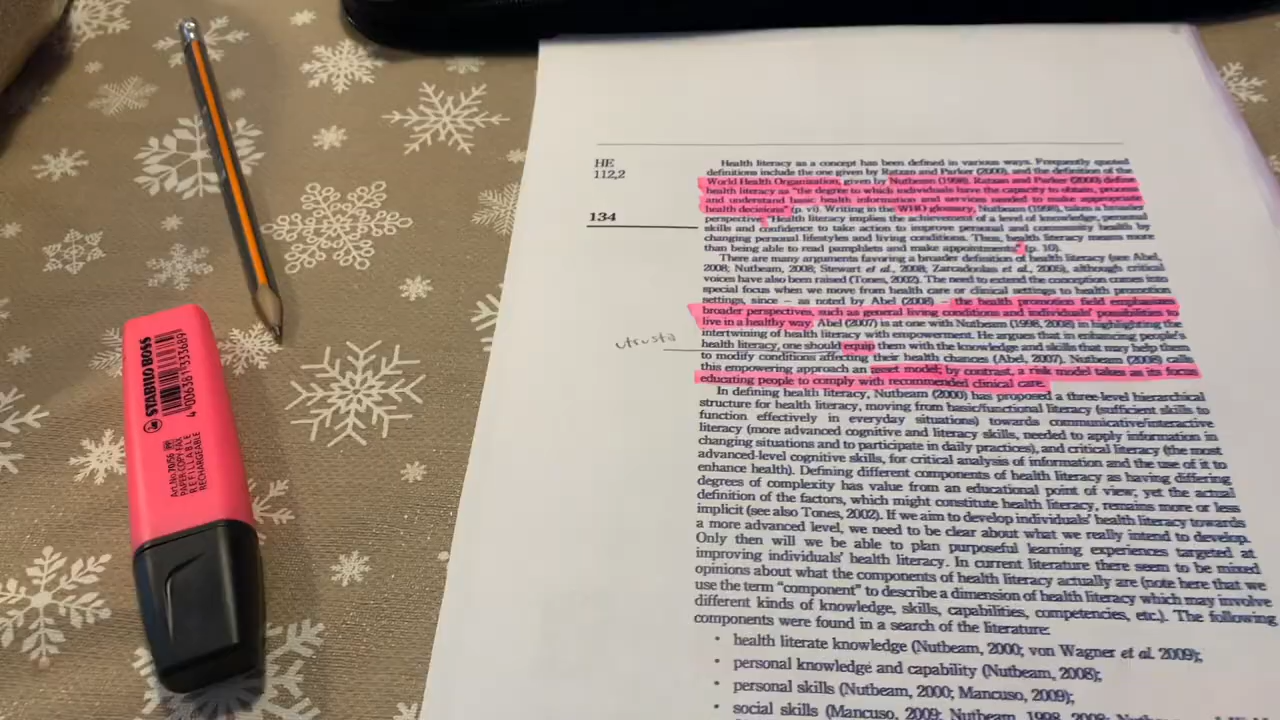 HE
112,2
134
Health literacy as a concept has been defined in various ways. Frequently quoted
definitions include the one given by Ratzan and Parker (2000), and the definition of the
World Health Organization, given by Nutbeam (1998). Ratzan and Parker (2000) define
health literacy as "the degree to which individuals have the capacity to obtain, process
and understand basic health information and services needed to make appropriate
health decisions" (p. vi). Writing in the WHO glossary, Nutbeam (1998), takes a broader
perspective: "Health literacy implies the achievement of a level of knowledge, personal
skills and confidence to take action to improve personal and community health by
changing personal lifestyles and living conditions. Thus, health literacy means more
than being able to read pamphlets and make appointments" (p. 10).
There are many arguments favoring a broader definition of health literacy (see Abel,
2008; Nutbeam, 2008; Stewart et al., 2008; Zarcadoolas et al., 2005), although critical
voices have also been raised (Tones, 2002). The need to extend the conception comes into
special focus when we move from health care or clinical settings to health promotion
settings, since – as noted by Abel (2008) – the health promotion field emphasizes
broader perspectives, such as general living conditions and individuals' possibilities to
live in a healthy way. Abel (2007) is at one with Nutbeam (1998, 2008) in highlighting the
intertwining of health literacy with empowerment. He argues that in enhancing people's
utrusta
health literacy, one should equip them with the knowledge and skills that may help them
to modify conditions affecting their health chances (Abel, 2007). Nutbeam (2008) calls
this empowering approach an asset model; by contrast, a risk model takes as its focus
educating people to comply with recommended clinical care.
In defining health literacy, Nutbeam (2000) has proposed a three-level hierarchical
structure for health literacy, moving from basic/functional literacy (sufficient skills to
function effectively in everyday situations) towards communicative/interactive
literacy (more advanced cognitive and literacy skills, needed to apply information in
changing situations and to participate in daily practices), and critical literacy (the most
advanced-level cognitive skills, for critical analysis of information and the use of it to
enhance health). Defining different components of health literacy as having differing
degrees of complexity has value from an educational point of view, yet the actual
definition of the factors, which might constitute health literacy, remains more or less
implicit (see also Tones, 2002). If we aim to develop individuals' health literacy towards
a more advanced level, we need to be clear about what we really intend to develop.
Only then will we be able to plan purposeful learning experiences targeted at
improving individuals' health literacy. In current literature there seem to be mixed
opinions about what the components of health literacy actually are (note here that we
use the term "component" to describe a dimension of health literacy which may involve
different kinds of knowledge, skills, capabilities, competencies, etc.). The following
components were found in a search of the literature:
• health literate knowledge (Nutbeam, 2000; von Wagner et al. 2009);
• personal knowledge and capability (Nutbeam, 2008);
• personal skills (Nutbeam, 2000; Mancuso, 2009);
• social skills (Mancuso, 2009; Nutbeam, 1998, 2008;
STABILO BOSS
4 006381 333689
Art.No.70/56
PAPER·COPY·FAX
REFILLABLE
RECHARGEABLE